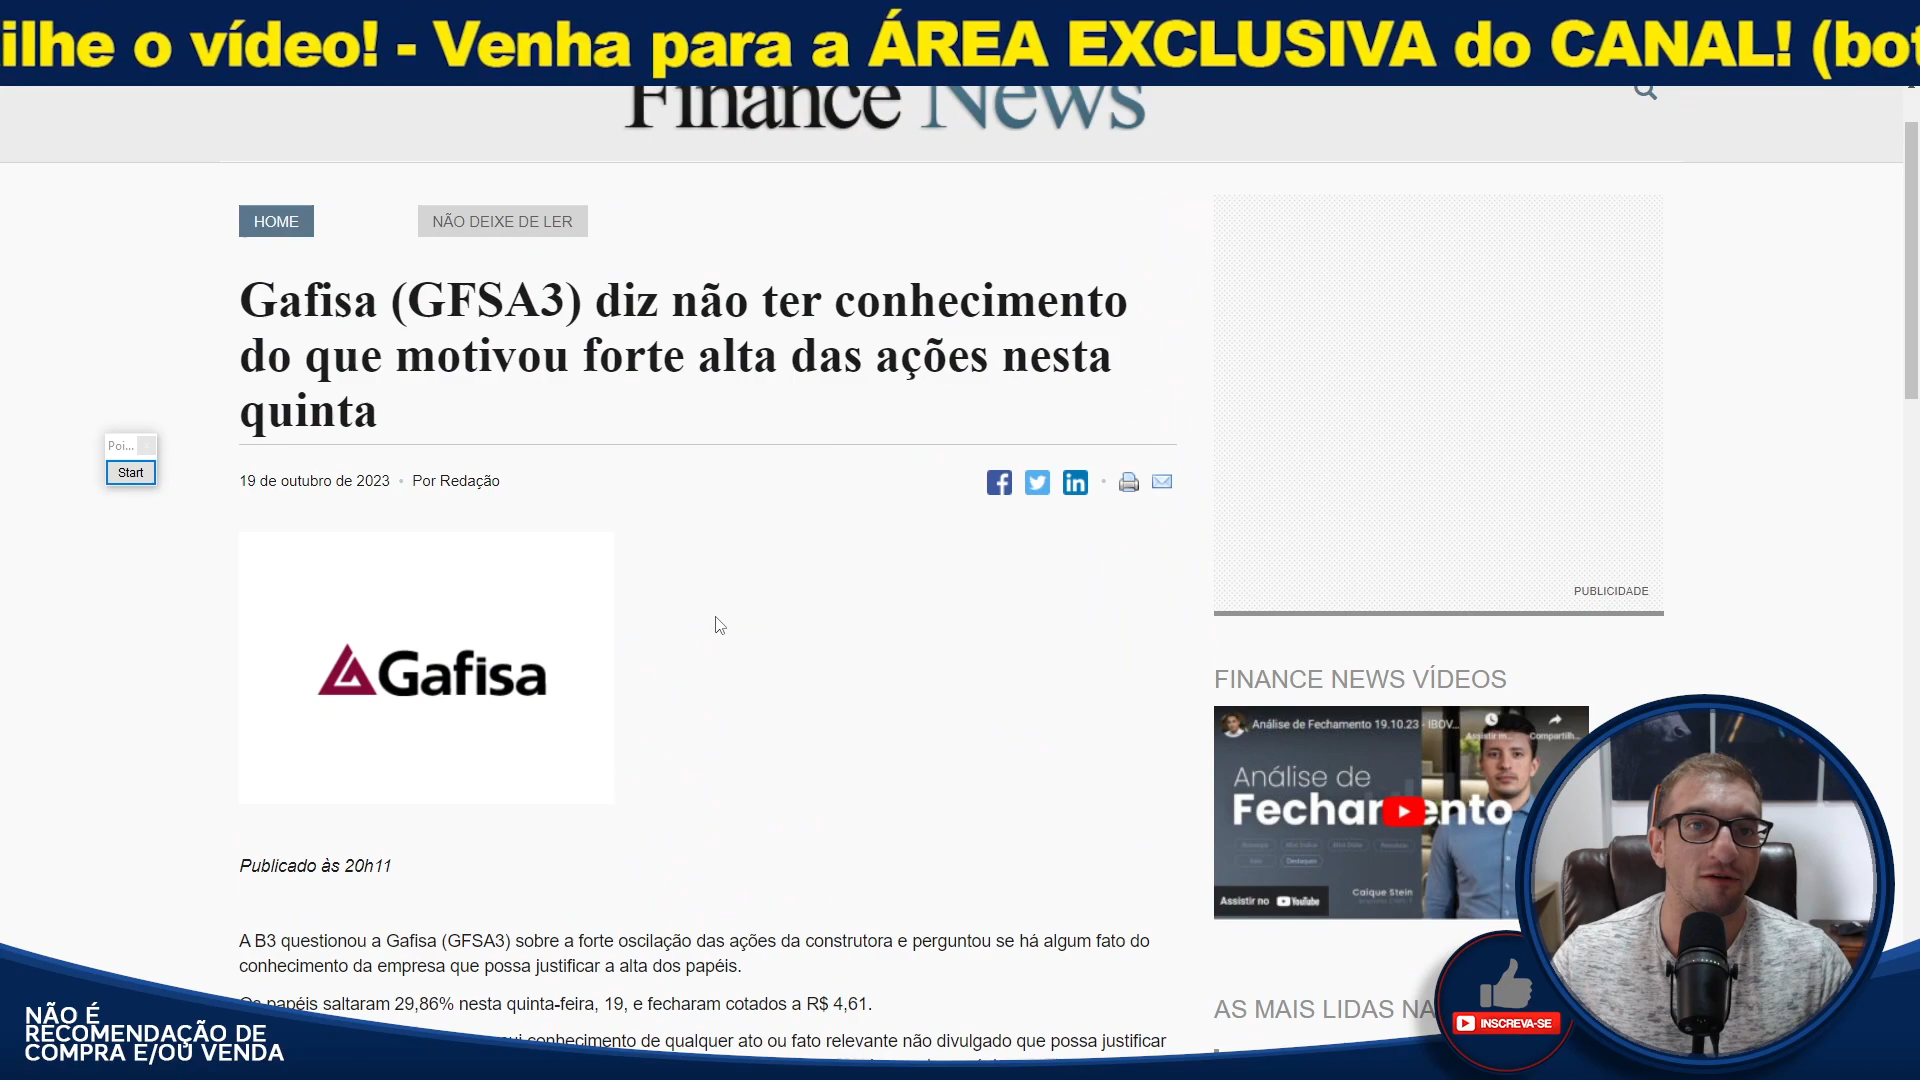 ilhe o vídeo! - Venha para a ÁREA EXCLUSIVA do CANAL! (bot
Finance News
HOME
NÃO DEIXE DE LER
Gafisa (GFSA3) diz não ter conhecimento
do que motivou forte alta das ações nesta
quinta
Poi...
Start
19 de outubro de 2023 • Por Redação
PUBLICIDADE
Gafisa
FINANCE NEWS VÍDEOS
Análise de Fechamento 19.10.23 - IBOV...
Assistir m...
Compartilh...
Análise de
Fechamento
Destaques
Caique Stein
Assistir no YouTube
Publicado às 20h11
A B3 questionou a Gafisa (GFSA3) sobre a forte oscilação das ações da construtora e perguntou se há algum fato do
conhecimento da empresa que possa justificar a alta dos papéis.
Os papéis saltaram 29,86% nesta quinta-feira, 19, e fecharam cotados a R$ 4,61.
conhecimento de qualquer ato ou fato relevante não divulgado que possa justificar
AS MAIS LIDAS NA
INSCREVA-SE
NÃO É
RECOMENDAÇÃO DE
COMPRA E/OU VENDA